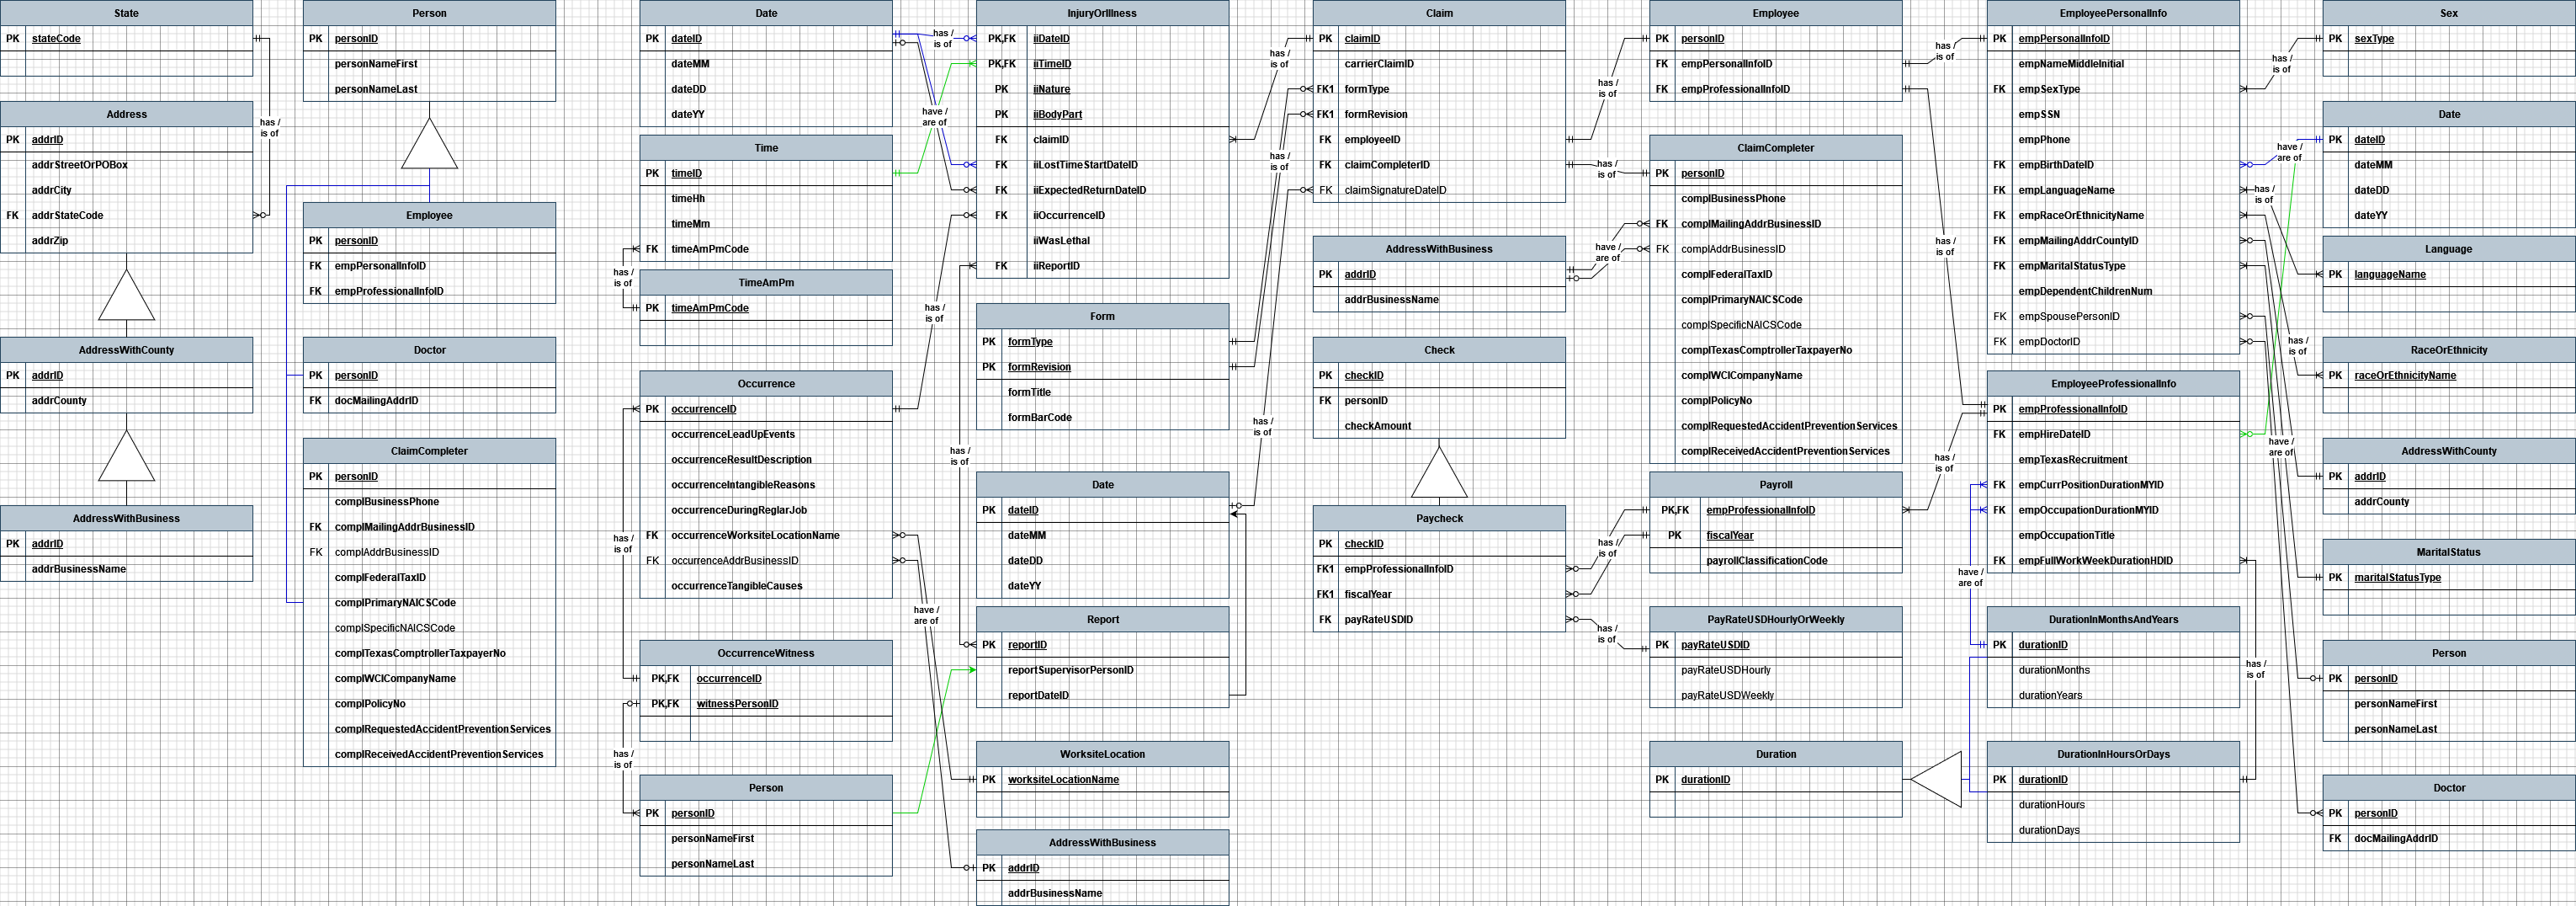 State
PK stateCode
Address
PK addrID
addrStreetOrPOBox
addrCity
FK addrStateCode
addrZip
has /
is of
AddressWithCounty
PK addrID
addrCounty
AddressWithBusiness
PK addrID
addrBusinessName
Person
PK personID
personNameFirst
personNameLast
Employee
PK personID
FK empPersonalInfoID
FK empProfessionalInfoID
Doctor
PK personID
FK docMailingAddrID
ClaimCompleter
PK personID
complBusinessPhone
FK complMailingAddrBusinessID
FK complAddrBusinessID
complFederalTaxID
complPrimaryNAICSCode
complSpecificNAICSCode
complTexasComptrollerTaxpayerNo
complWCICompanyName
complPolicyNo
complRequestedAccidentPreventionServices
complReceivedAccidentPreventionServices
Date
PK dateID
dateMM
dateDD
dateYY
Time
PK timeID
timeHh
timeMm
FK timeAmPmCode
has /
is of
TimeAmPm
PK timeAmPmCode
Occurrence
PK occurrenceID
occurrenceLeadUpEvents
occurrenceResultDescription
occurrenceIntangibleReasons
occurrenceDuringReglarJob
FK occurrenceWorksiteLocationName
FK occurrenceAddrBusinessID
occurrenceTangibleCauses
has /
is of
OccurrenceWitness
PK,FK occurrenceID
PK,FK witnessPersonID
has /
is of
Person
PK personID
personNameFirst
personNameLast
has /
is of
have /
are of
has /
is of
has /
is of
have /
are of
InjuryOrIllness
PK,FK iiDateID
PK,FK iiTimeID
PK iiNature
PK iiBodyPart
FK claimID
FK iiLostTimeStartDateID
FK iiExpectedReturnDateID
FK iiOccurrenceID
iiWasLethal
FK iiReportID
Form
PK formType
PK formRevision
formTitle
formBarCode
Date
PK dateID
dateMM
dateDD
dateYY
Report
PK reportID
reportSupervisorPersonID
reportDateID
WorksiteLocation
PK worksiteLocationName
AddressWithBusiness
PK addrID
addrBusinessName
has /
is of
has /
is of
has /
is of
Claim
PK claimID
carrierClaimID
FK1 formType
FK1 formRevision
FK employeeID
FK claimCompleterID
FK claimSignatureDateID
AddressWithBusiness
PK addrID
addrBusinessName
Check
PK checkID
FK personID
checkAmount
Paycheck
PK checkID
FK1 empProfessionalInfoID
FK1 fiscalYear
FK payRateUSDID
has /
is of
has /
is of
have /
are of
has /
is of
has /
is of
Employee
PK personID
FK empPersonalInfoID
FK empProfessionalInfoID
ClaimCompleter
PK personID
complBusinessPhone
FK complMailingAddrBusinessID
FK complAddrBusinessID
complFederalTaxID
complPrimaryNAICSCode
complSpecificNAICSCode
complTexasComptrollerTaxpayerNo
complWCICompanyName
complPolicyNo
complRequestedAccidentPreventionServices
complReceivedAccidentPreventionServices
Payroll
PK,FK empProfessionalInfoID
PK fiscalYear
payrollClassificationCode
PayRateUSDHourlyOrWeekly
PK payRateUSDID
payRateUSDHourly
payRateUSDWeekly
Duration
PK durationID
has /
is of
has /
is of
has /
is of
have /
are of
EmployeePersonalInfo
PK empPersonalInfoID
empNameMiddleInitial
FK empSexType
empSSN
empPhone
FK empBirthDateID
FK empLanguageName
FK empRaceOrEthnicityName
FK empMailingAddrCountyID
FK empMaritalStatusType
empDependentChildrenNum
FK empSpousePersonID
FK empDoctorID
EmployeeProfessionalInfo
PK empProfessionalInfoID
FK empHireDateID
empTexasRecruitment
FK empCurrPositionDurationMYID
FK empOccupationDurationMYID
empOccupationTitle
FK empFullWorkWeekDurationHDID
DurationInMonthsAndYears
PK durationID
durationMonths
durationYears
DurationInHoursOrDays
PK durationID
durationHours
durationDays
has /
is of
have /
are of
has /
is of
has /
is of
have /
are of
has /
is of
Sex
PK sexType
Date
PK dateID
dateMM
dateDD
dateYY
Language
PK languageName
RaceOrEthnicity
PK raceOrEthnicityName
AddressWithCounty
PK addrID
addrCounty
MaritalStatus
PK maritalStatusType
Person
PK personID
personNameFirst
personNameLast
Doctor
PK personID
FK docMailingAddrID